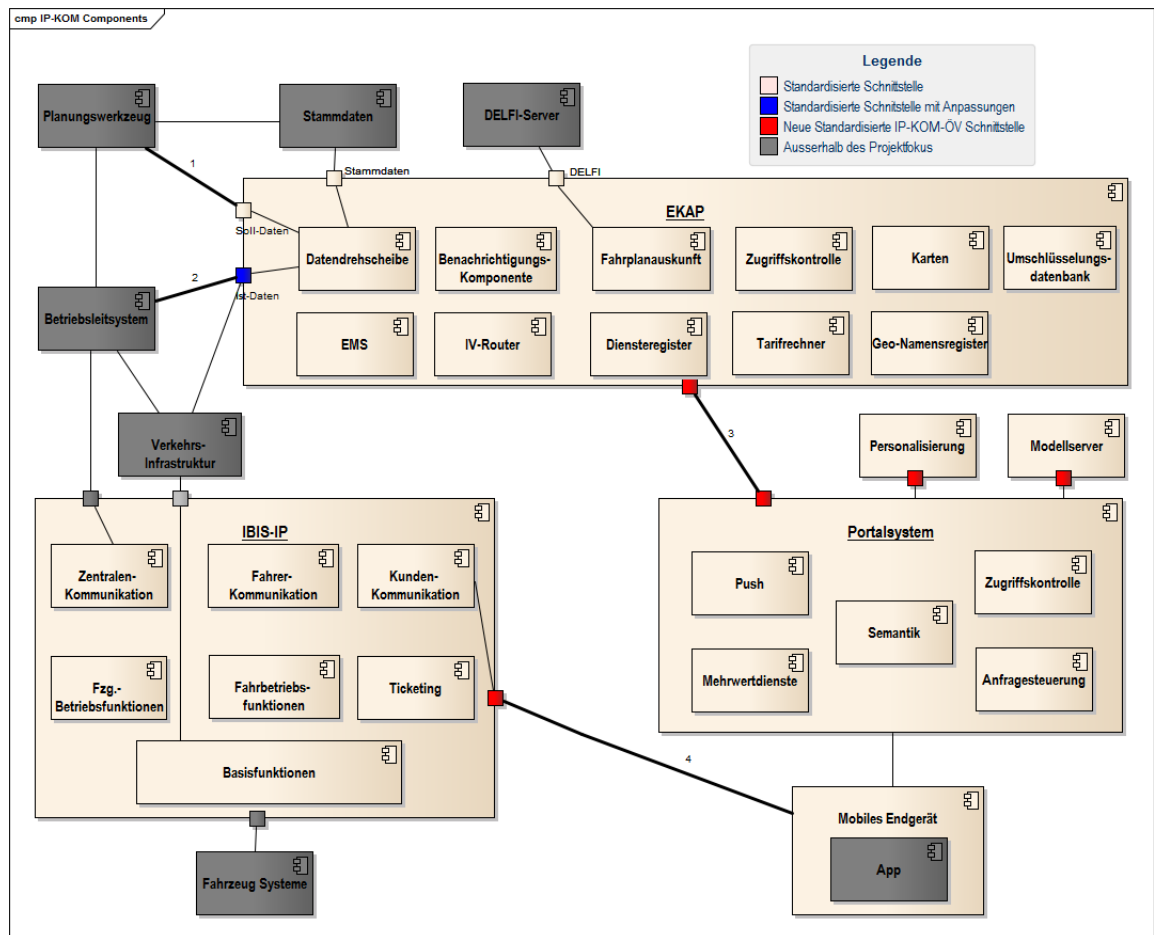 cmp IP-KOM Components
Legende
Standardisierte Schnittstelle
Standardisierte Schnitstelle mit Anpassungen
Neue Standardisierte IP-KOM-ÖV Schnittstelle
Ausserhalb des Projektfokus
Planungswerkzeug
Stammdaten
DELFI-Server
1
Stammdaten
DELFI
EKAP
Soll-Daten
Datendrehscheibe
Benachrichtigungs-
Komponente
Fahrplanauskunft
Zugriffskontrolle
Karten
Umschlüsselungs-
datenbank
2
Ist-Daten
Betriebsleitsystem
EMS
IV-Router
Diensteregister
Tarifrechner
Geo-Namensregister
3
Verkehrs-
Infrastruktur
Personalisierung
Modellserver
IBIS-IP
Zentralen-
Kommunikation
Fahrer-
Kommunikation
Kunden-
Kommunikation
Fzg.-
Betriebsfunktionen
Fahrbetriebs-
funktionen
Ticketing
Basisfunktionen
Portalsystem
Push
Zugriffskontrolle
Semantik
Mehrwertdienste
Anfragesteuerung
4
Mobiles Endgerät
App
Fahrzeug Systeme